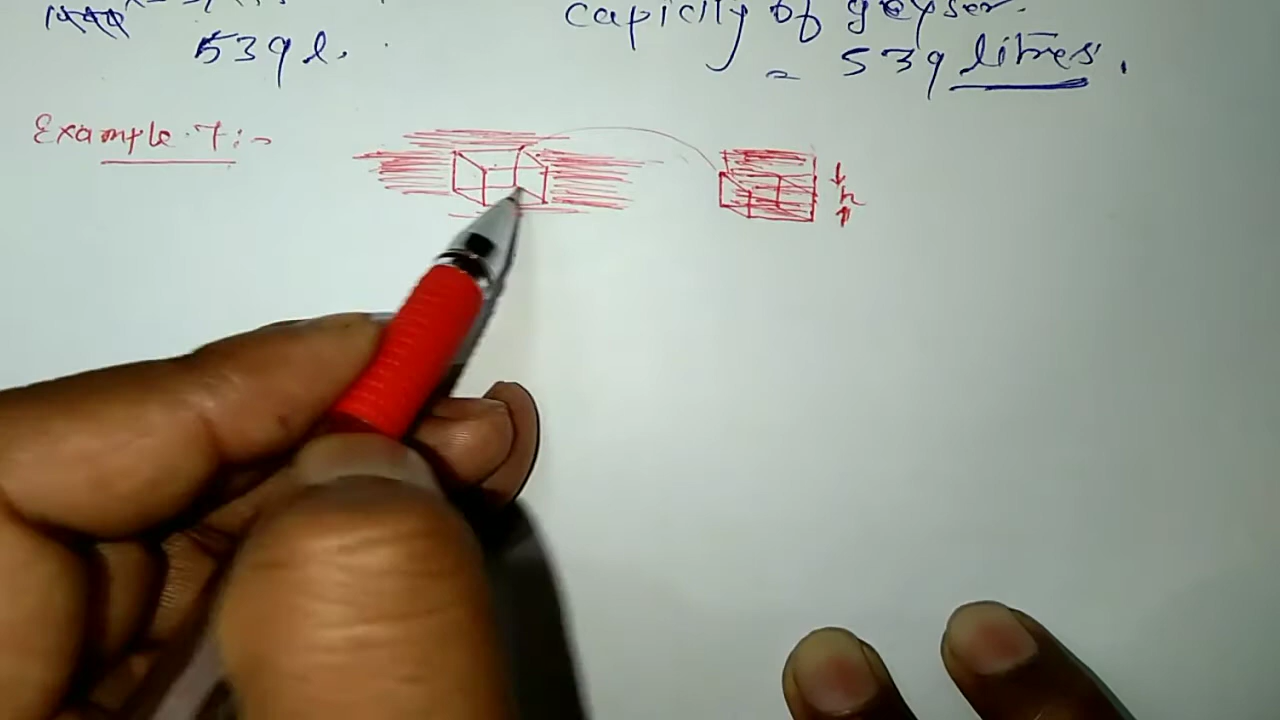 539 l.
capicity of geyser.
= 539 litres.
Example.7:-
h